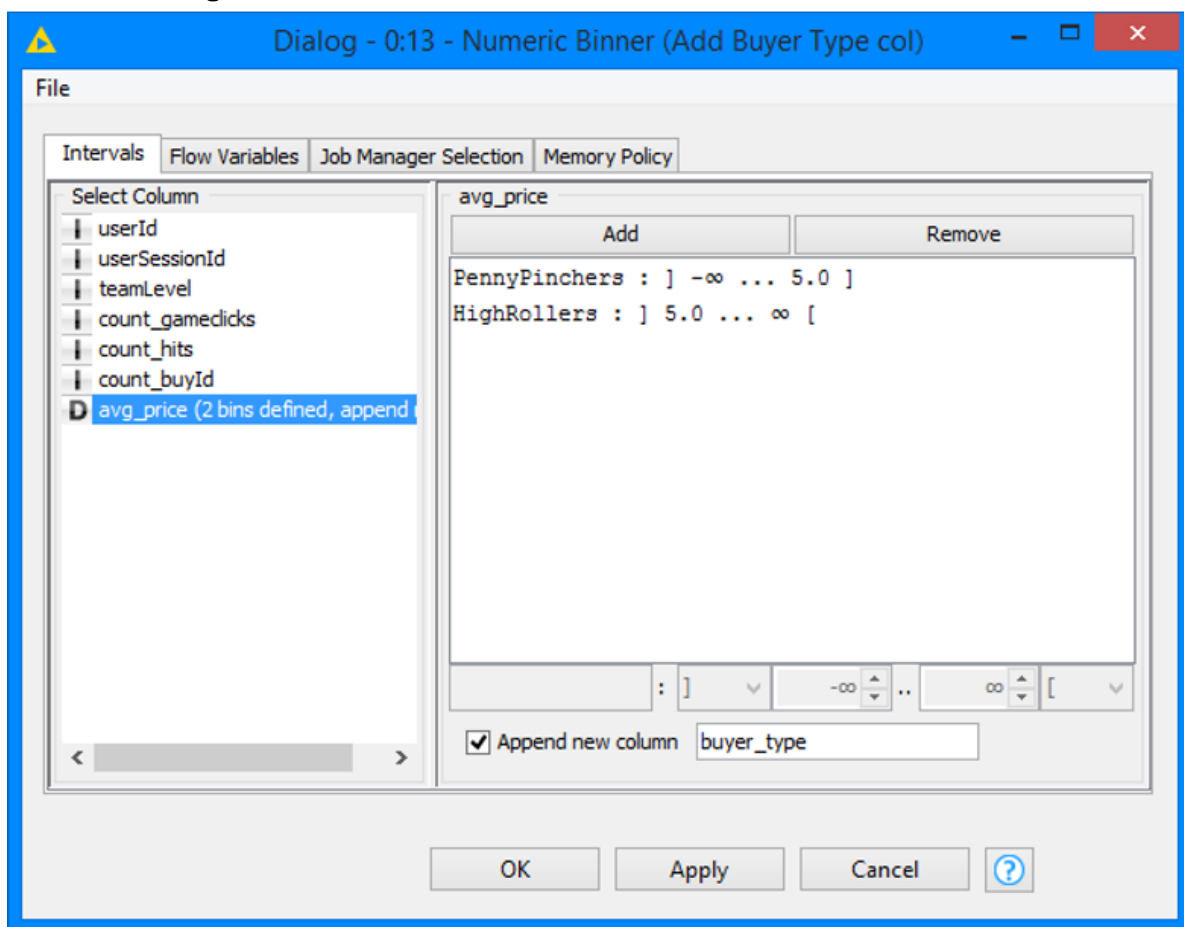 Dialog - 0:13 - Numeric Binner (Add Buyer Type col)
File
Intervals Flow Variables Job Manager Selection Memory Policy
Select Column
userId
userSessionId
teamLevel
count_gameclicks
count_hits
count_buyId
D avg_price (2 bins defined, append
avg_price
Add Remove
PennyPinchers : ] -∞ ... 5.0 ]
HighRollers : ] 5.0 ... ∞ [
: ] -∞ .. ∞ [
Append new column buyer_type
OK Apply Cancel ?